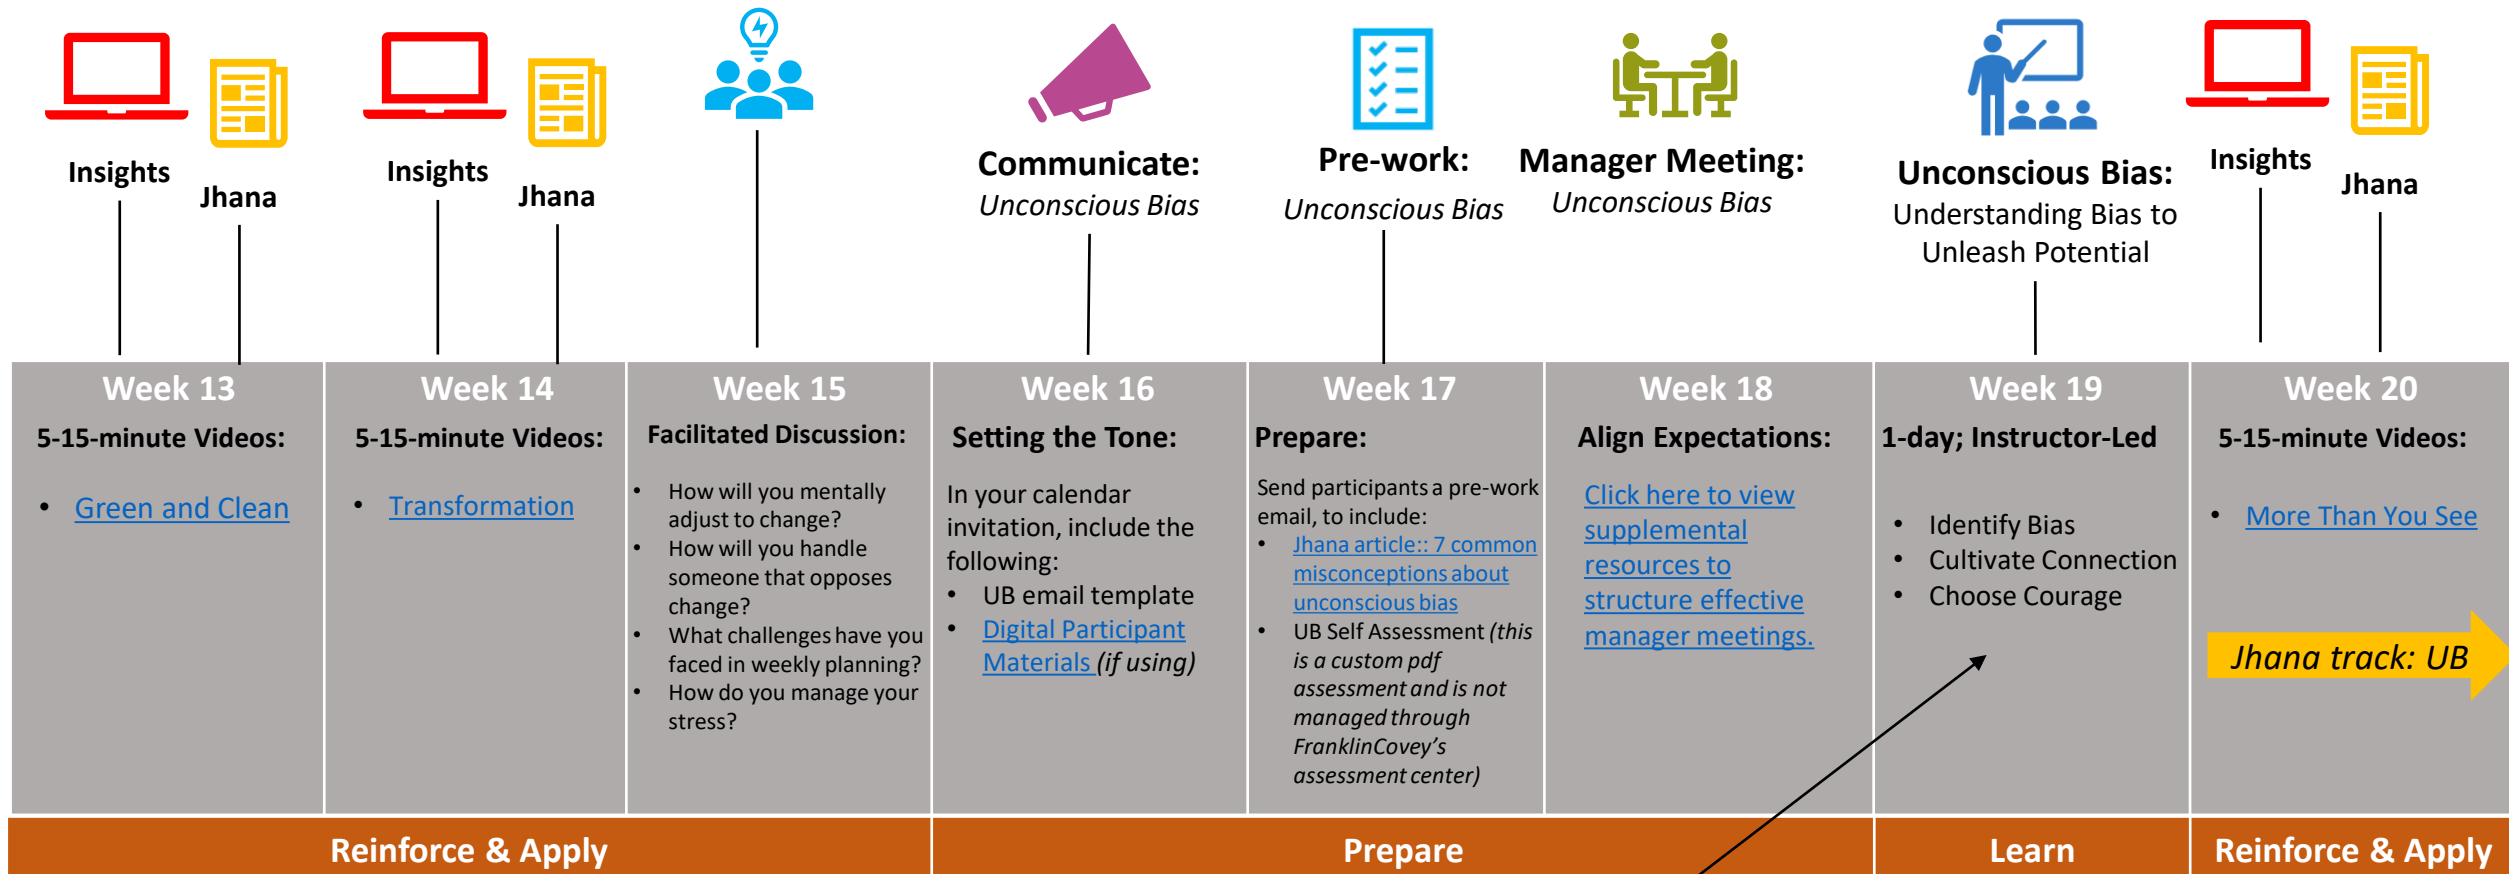 Insights
Jhana
Insights
Jhana
Communicate:
Unconscious Bias
Pre-work:
Unconscious Bias
Manager Meeting:
Unconscious Bias
Unconscious Bias:
Understanding Bias to
Unleash Potential
Insights
Jhana
Week 13
5-15-minute Videos:
• Green and Clean
Week 14
5-15-minute Videos:
• Transformation
Week 15
Facilitated Discussion:
• How will you mentally
adjust to change?
• How will you handle
someone that opposes
change?
• What challenges have you
faced in weekly planning?
• How do you manage your
stress?
Week 16
Setting the Tone:
In your calendar
invitation, include the
following:
• UB email template
• Digital Participant
Materials (if using)
Week 17
Prepare:
Send participants a pre-work
email, to include:
• Jhana article:: 7 common
misconceptions about
unconscious bias
• UB Self Assessment (this
is a custom pdf
assessment and is not
managed through
FranklinCovey’s
assessment center)
Week 18
Align Expectations:
Click here to view
supplemental
resources to
structure effective
manager meetings.
Week 19
1-day; Instructor-Led
• Identify Bias
• Cultivate Connection
• Choose Courage
Week 20
5-15-minute Videos:
• More Than You See
Jhana track: UB
Reinforce & Apply
Prepare
Learn
Reinforce & Apply